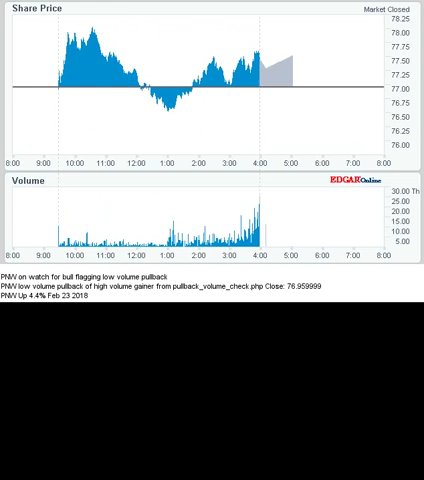 Share Price
Market Closed
78.25
78.00
77.75
77.50
77.25
77.00
76.75
76.50
76.25
76.00
8:00 9:00 10:00 11:00 12:00 1:00 2:00 3:00 4:00 5:00 6:00 7:00 8:00
Volume
EDGAR Online
30.00 Th
25.00
20.00
15.00
10.00
5.00
8:00 9:00 10:00 11:00 12:00 1:00 2:00 3:00 4:00 5:00 6:00 7:00 8:00
PNW on watch for bull flagging low volume pullback
PNW low volume pullback of high volume gainer from pullback_volume_check.php Close: 76.959999
PNW Up 4.4% Feb 23 2018